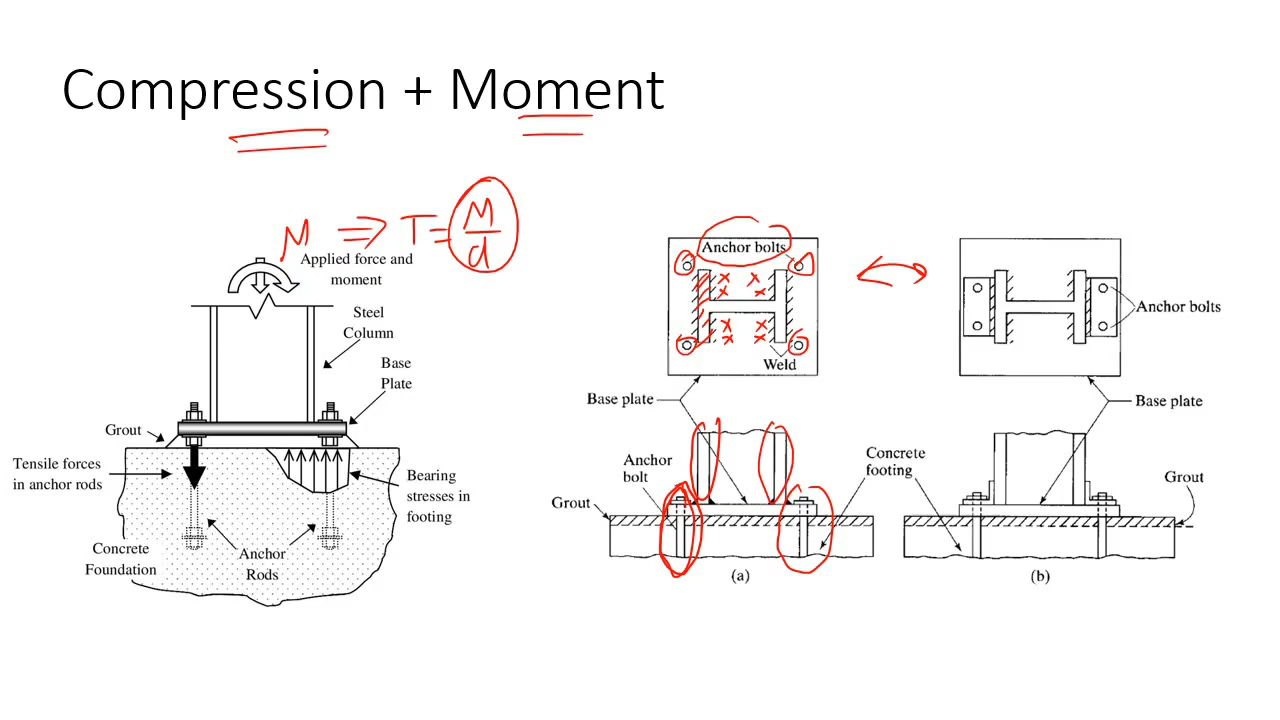 Compression + Moment
M ⇒ T = M/d
Applied force and
moment
Steel
Column
Base
Plate
Grout
Tensile forces
in anchor rods
Bearing
stresses in
footing
Concrete
Foundation
Anchor
Rods
Anchor bolts
Weld
Base plate
Anchor
bolt
Grout
(a)
Concrete
footing
Anchor bolts
Base plate
Grout
(b)